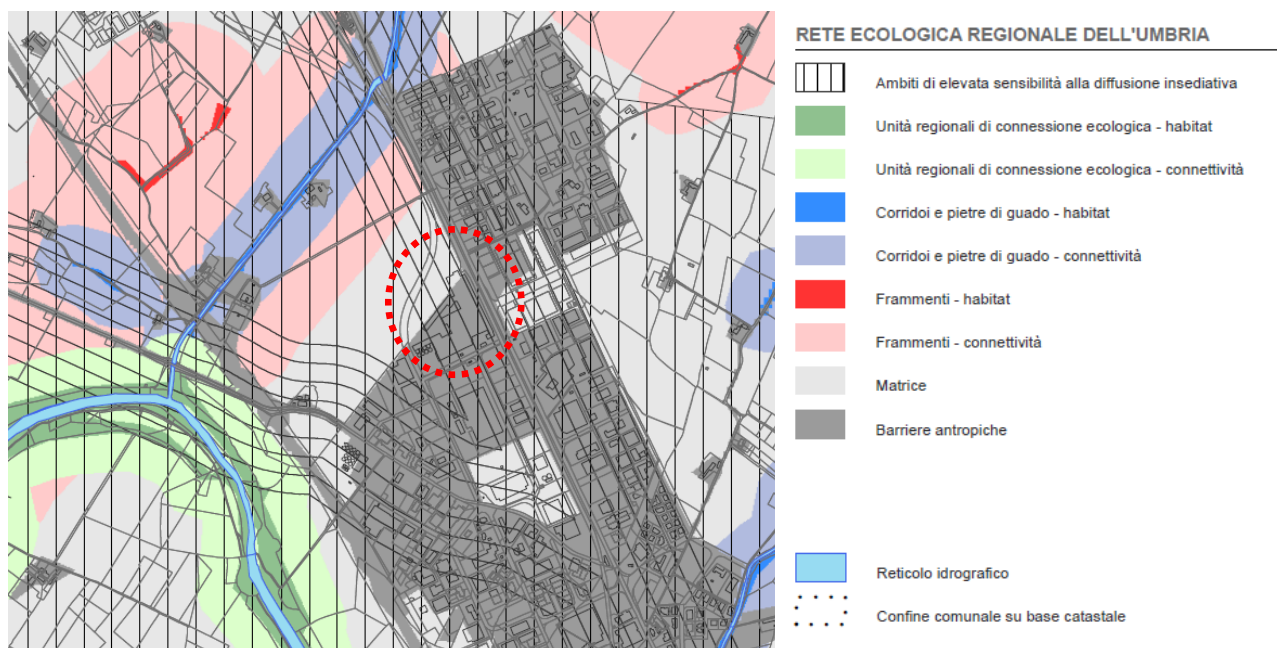 RETE ECOLOGICA REGIONALE DELL'UMBRIA
Ambiti di elevata sensibilità alla diffusione insediativa
Unità regionali di connessione ecologica - habitat
Unità regionali di connessione ecologica - connettività
Corridoi e pietre di guado - habitat
Corridoi e pietre di guado - connettività
Frammenti - habitat
Frammenti - connettività
Matrice
Barriere antropiche
Reticolo idrografico
Confine comunale su base catastale